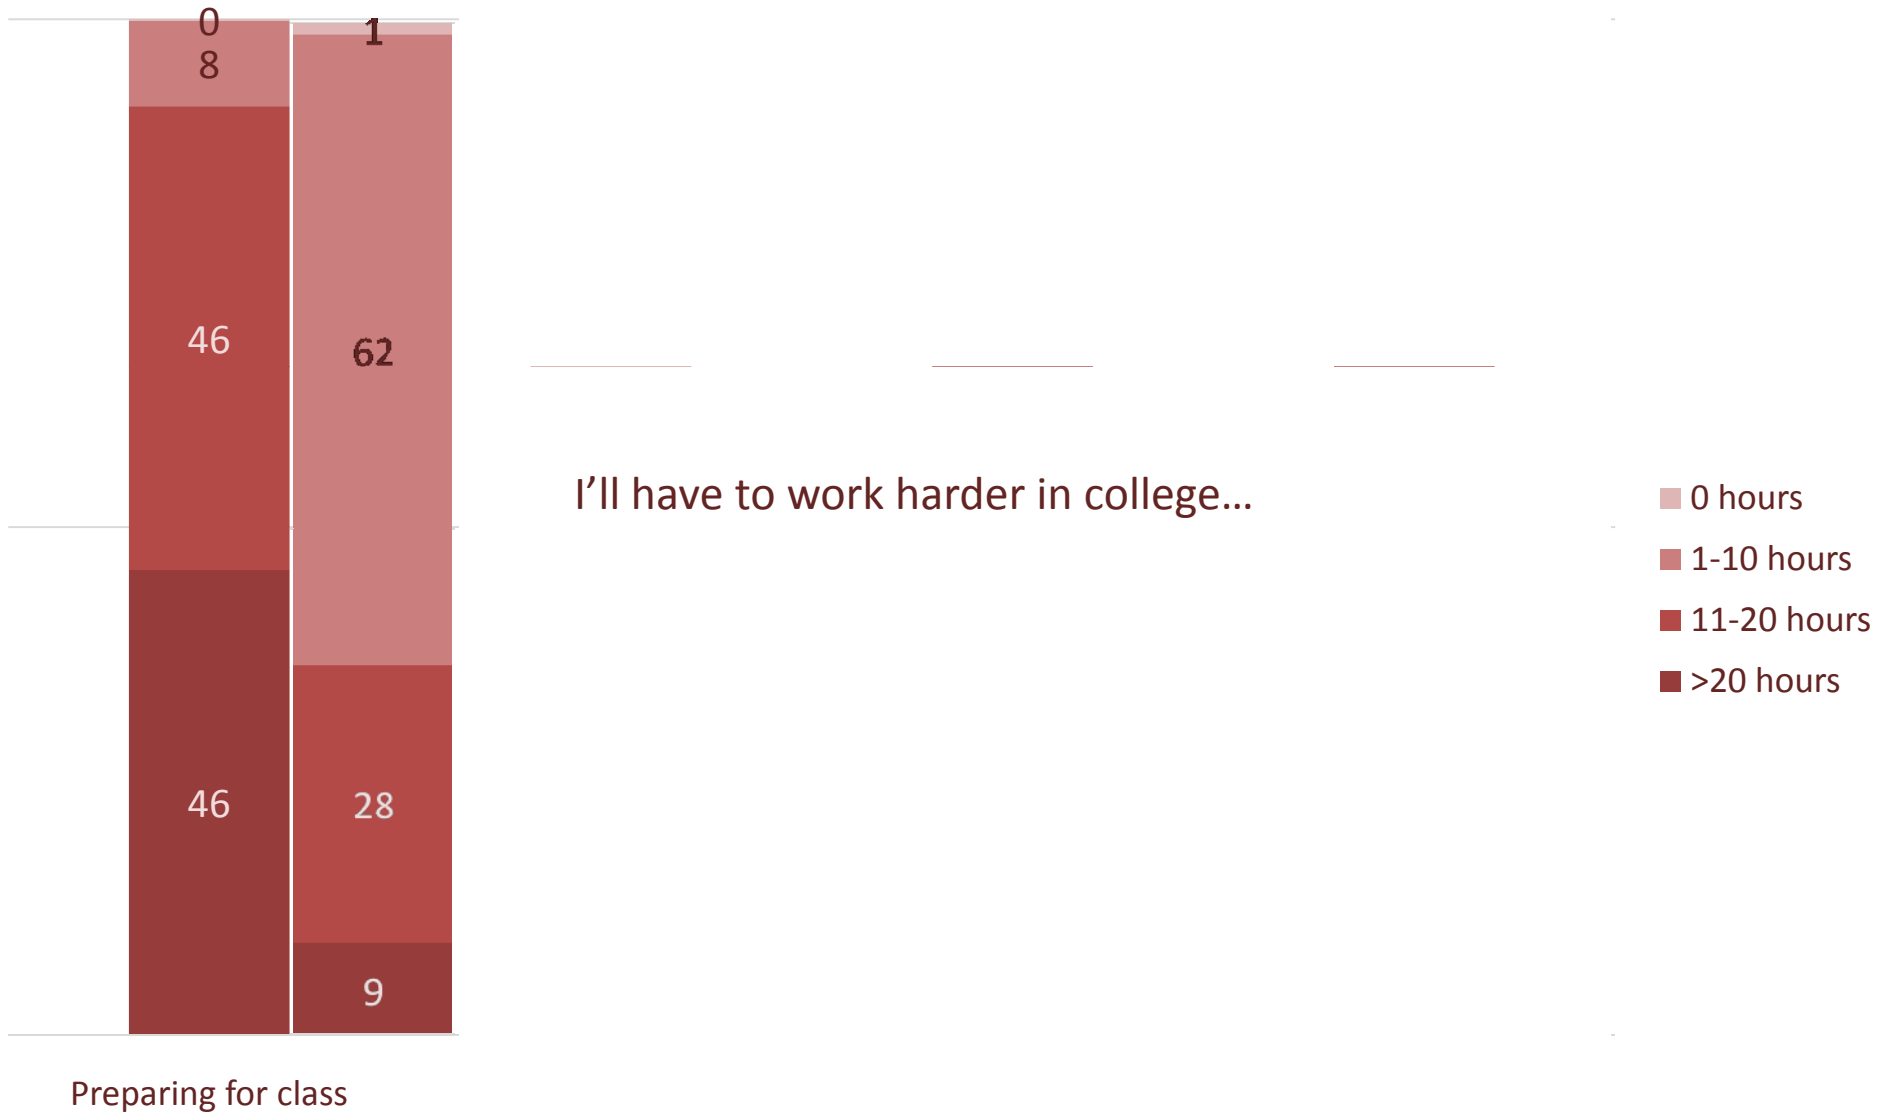 0
8
46
46
1
62
28
9
I’ll have to work harder in college…
0 hours
1-10 hours
11-20 hours
>20 hours
Preparing for class